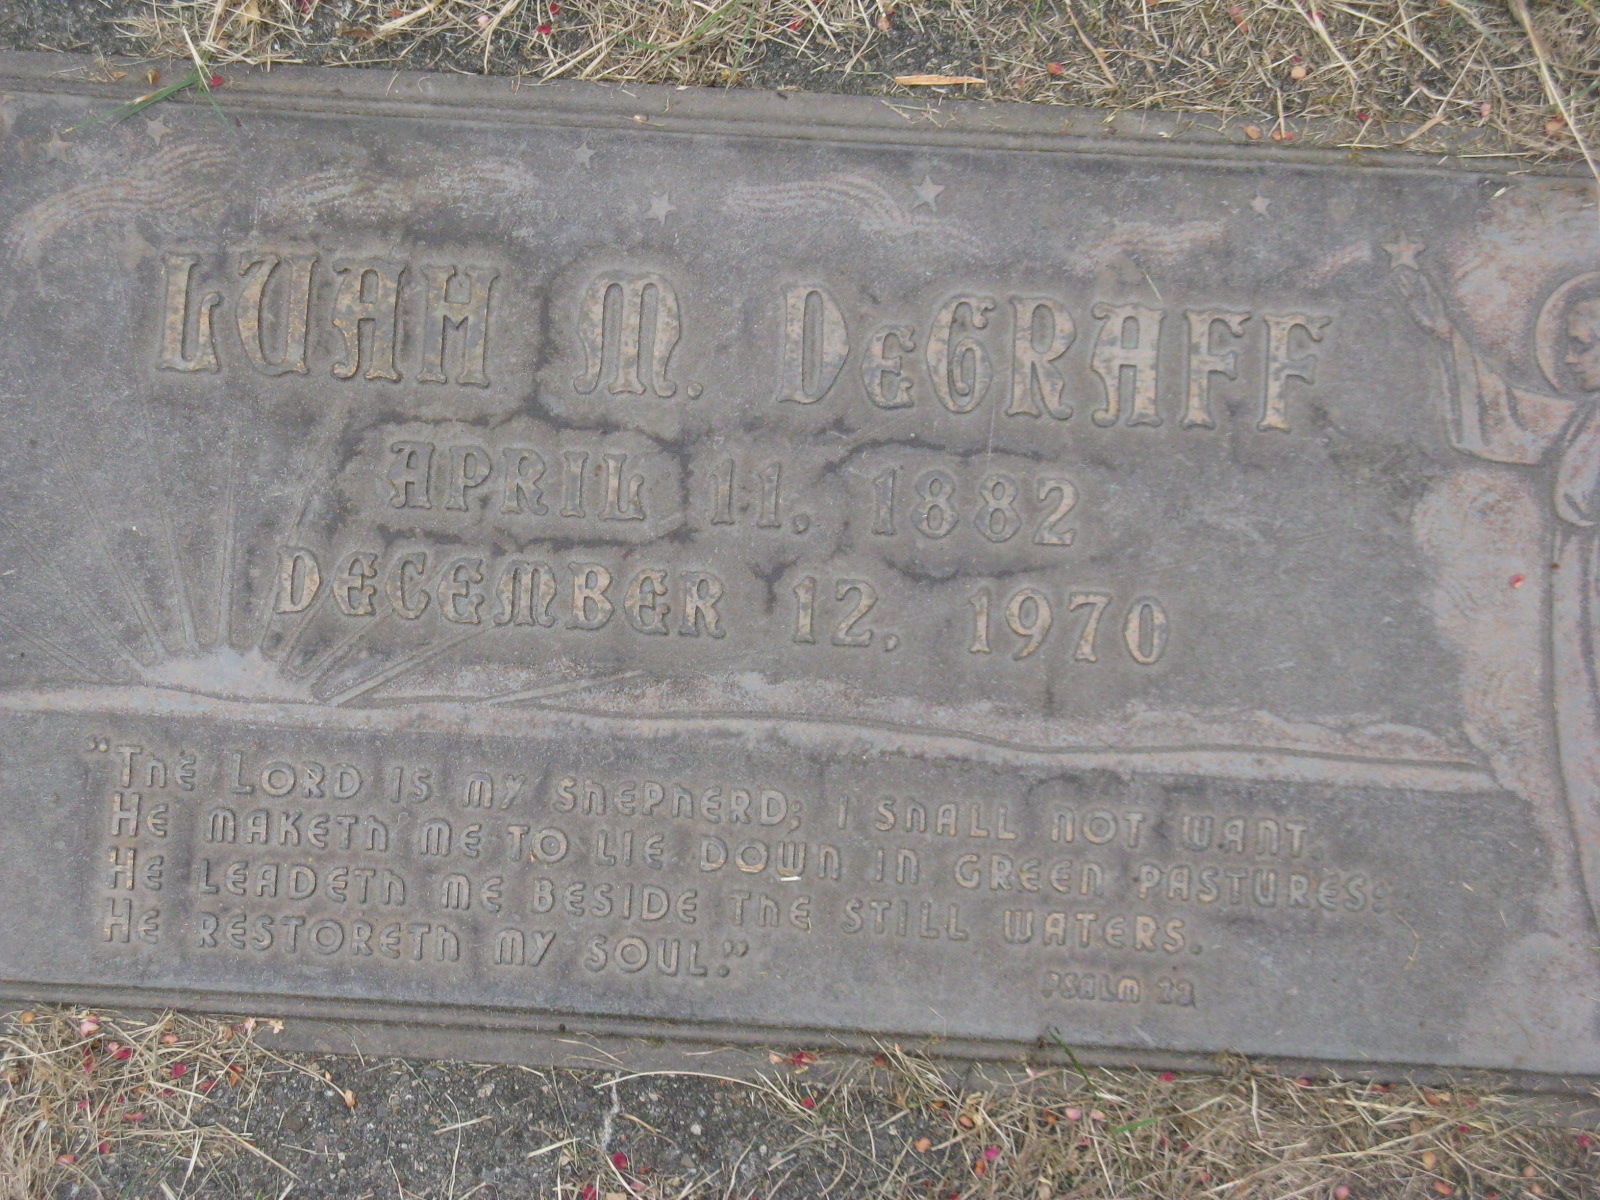 LUAH M. DeGRAFF
APRIL 11, 1882
DECEMBER 12, 1970
"The Lord is my shepherd; I shall not want.
He maketh me to lie down in green pastures:
He leadeth me beside the still waters.
He restoreth my soul."
PSALM 23